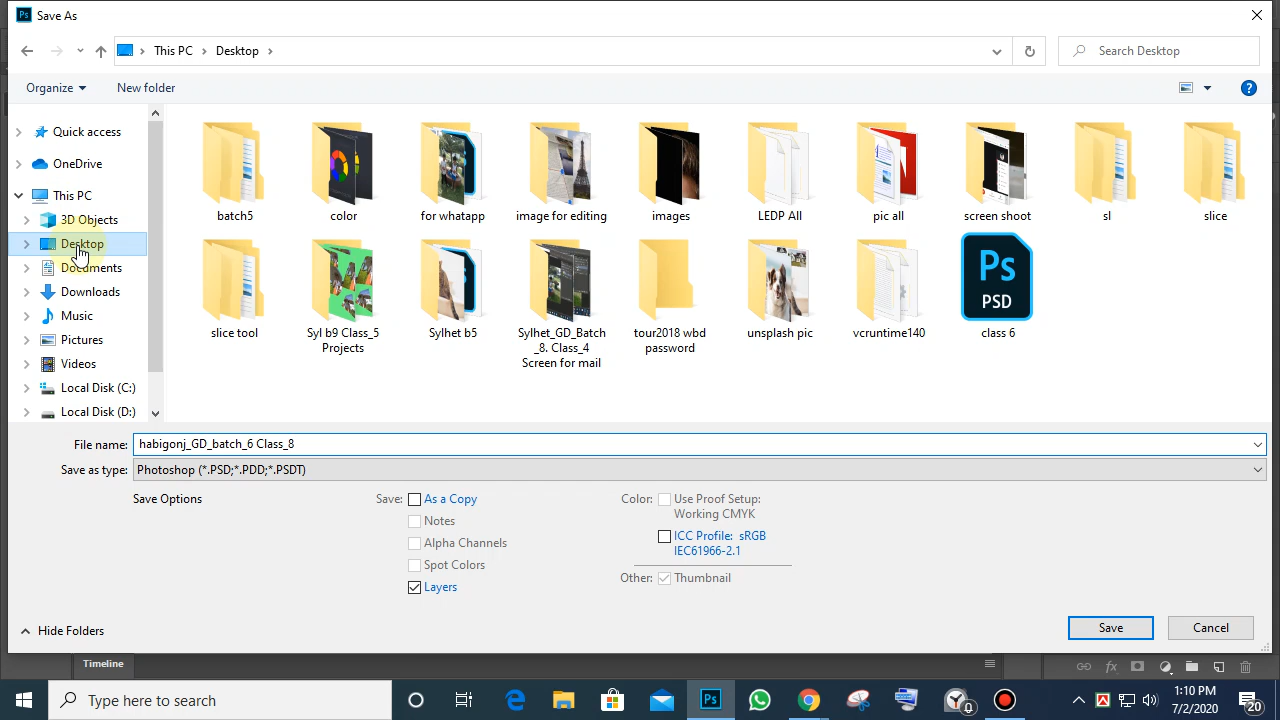 Save As
This PC
Desktop
Search Desktop
Organize
New folder
Quick access
OneDrive
This PC
3D Objects
Desktop
Documents
Downloads
Music
Pictures
Videos
Local Disk (C:)
Local Disk (D:)
batch5
color
for whatapp
image for editing
images
LEDP All
pic all
screen shoot
sl
slice
slice tool
Syl b9 Class_5
Projects
Sylhet b5
Sylhet_GD_Batch
_8. Class_4
Screen for mail
tour2018 wbd
password
unsplash pic
vcruntime140
Ps
PSD
class 6
File name:
habigonj_GD_batch_6 Class_8
Save as type:
Photoshop (*.PSD;*.PDD;*.PSDT)
Save Options
Save:
As a Copy
Notes
Alpha Channels
Spot Colors
Layers
Color:
Use Proof Setup:
Working CMYK
ICC Profile: sRGB
IEC61966-2.1
Other:
Thumbnail
Hide Folders
Save
Cancel
Timeline
fx
Type here to search
Ps
1:10 PM
7/2/2020
20